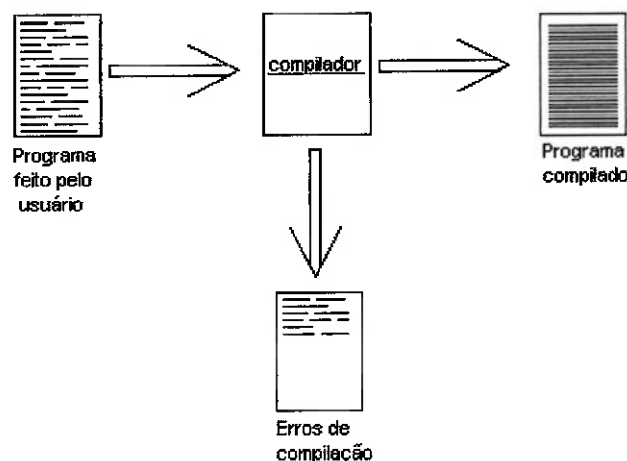 compilador
Programa
feito pelo
usuário
Programa
compilado
Erros de
compilação